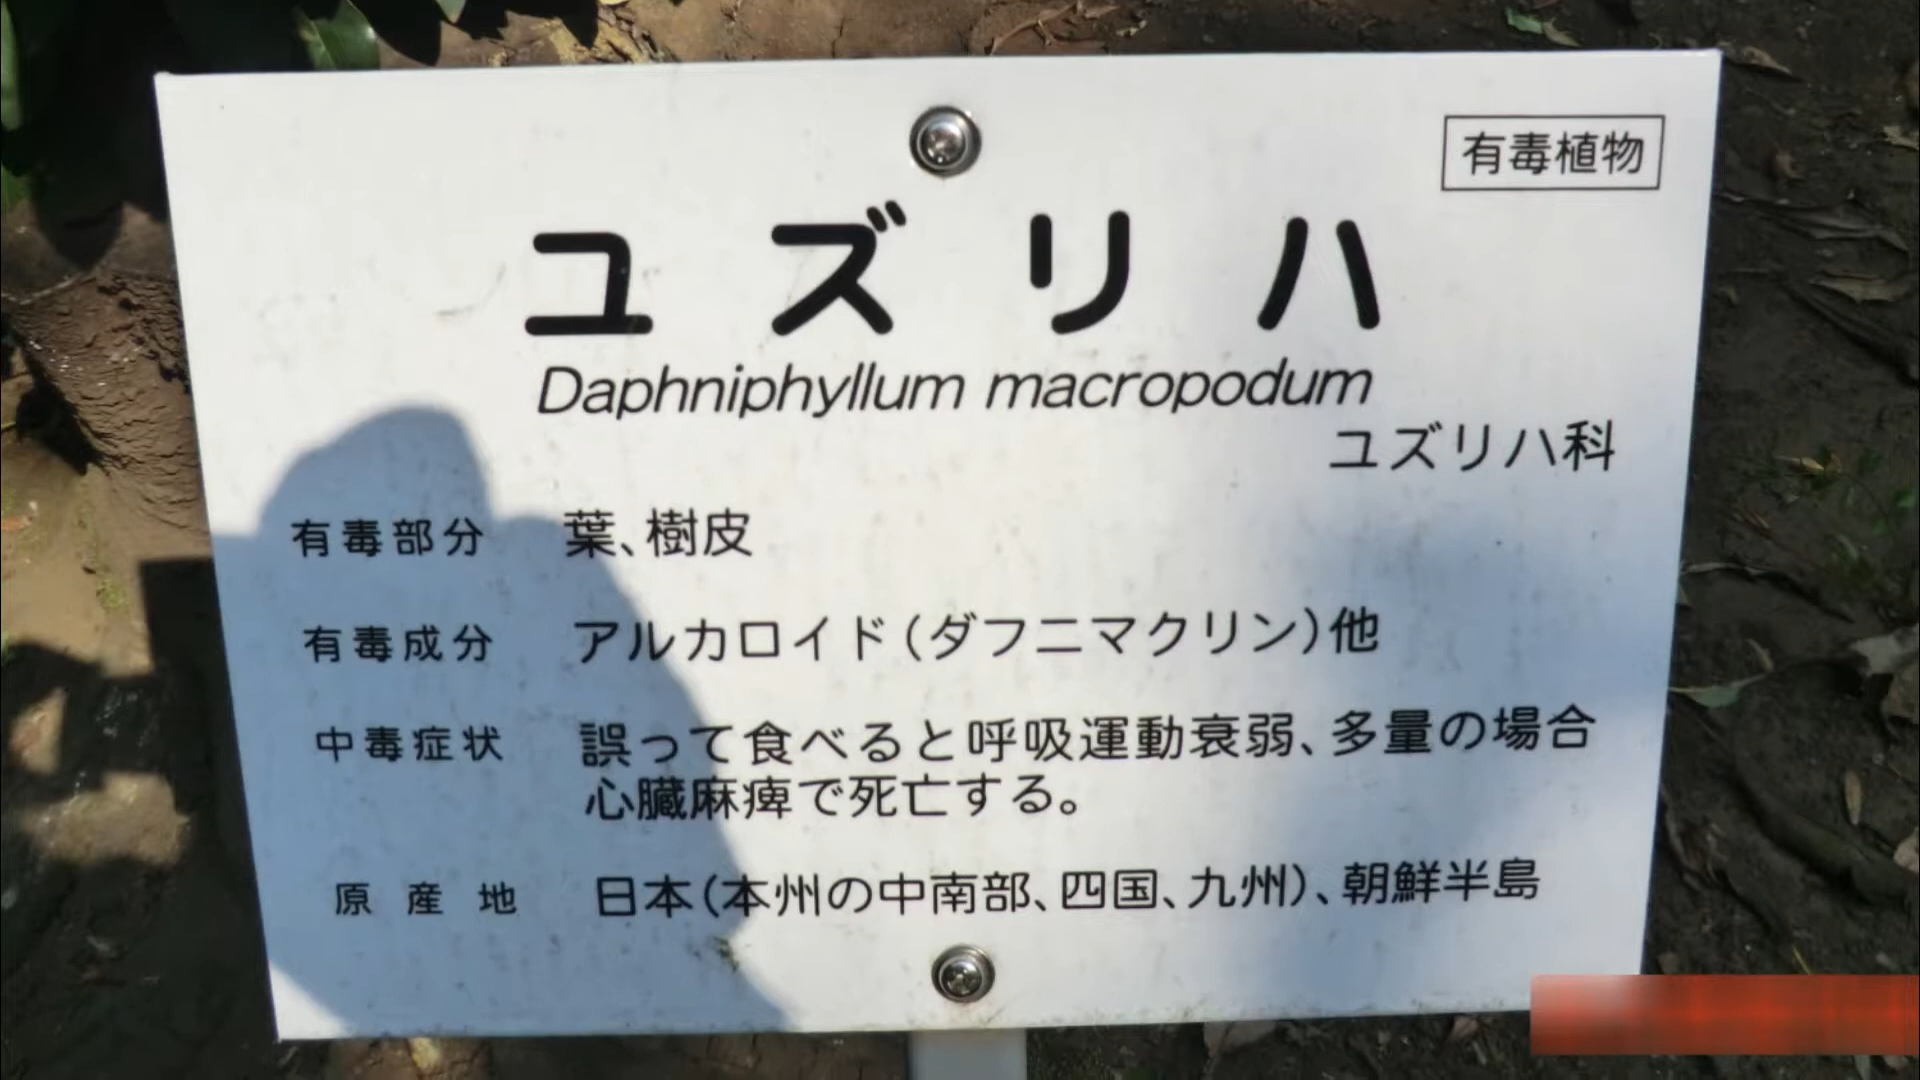 有毒植物
ユズリハ
Daphniphyllum macropodum
ユズリハ科
有毒部分 葉、樹皮
有毒成分 アルカロイド(ダフニマクリン)他
中毒症状 誤って食べると呼吸運動衰弱、多量の場合
心臓麻痺で死亡する。
原産地 日本(本州の中南部、四国、九州)、朝鮮半島